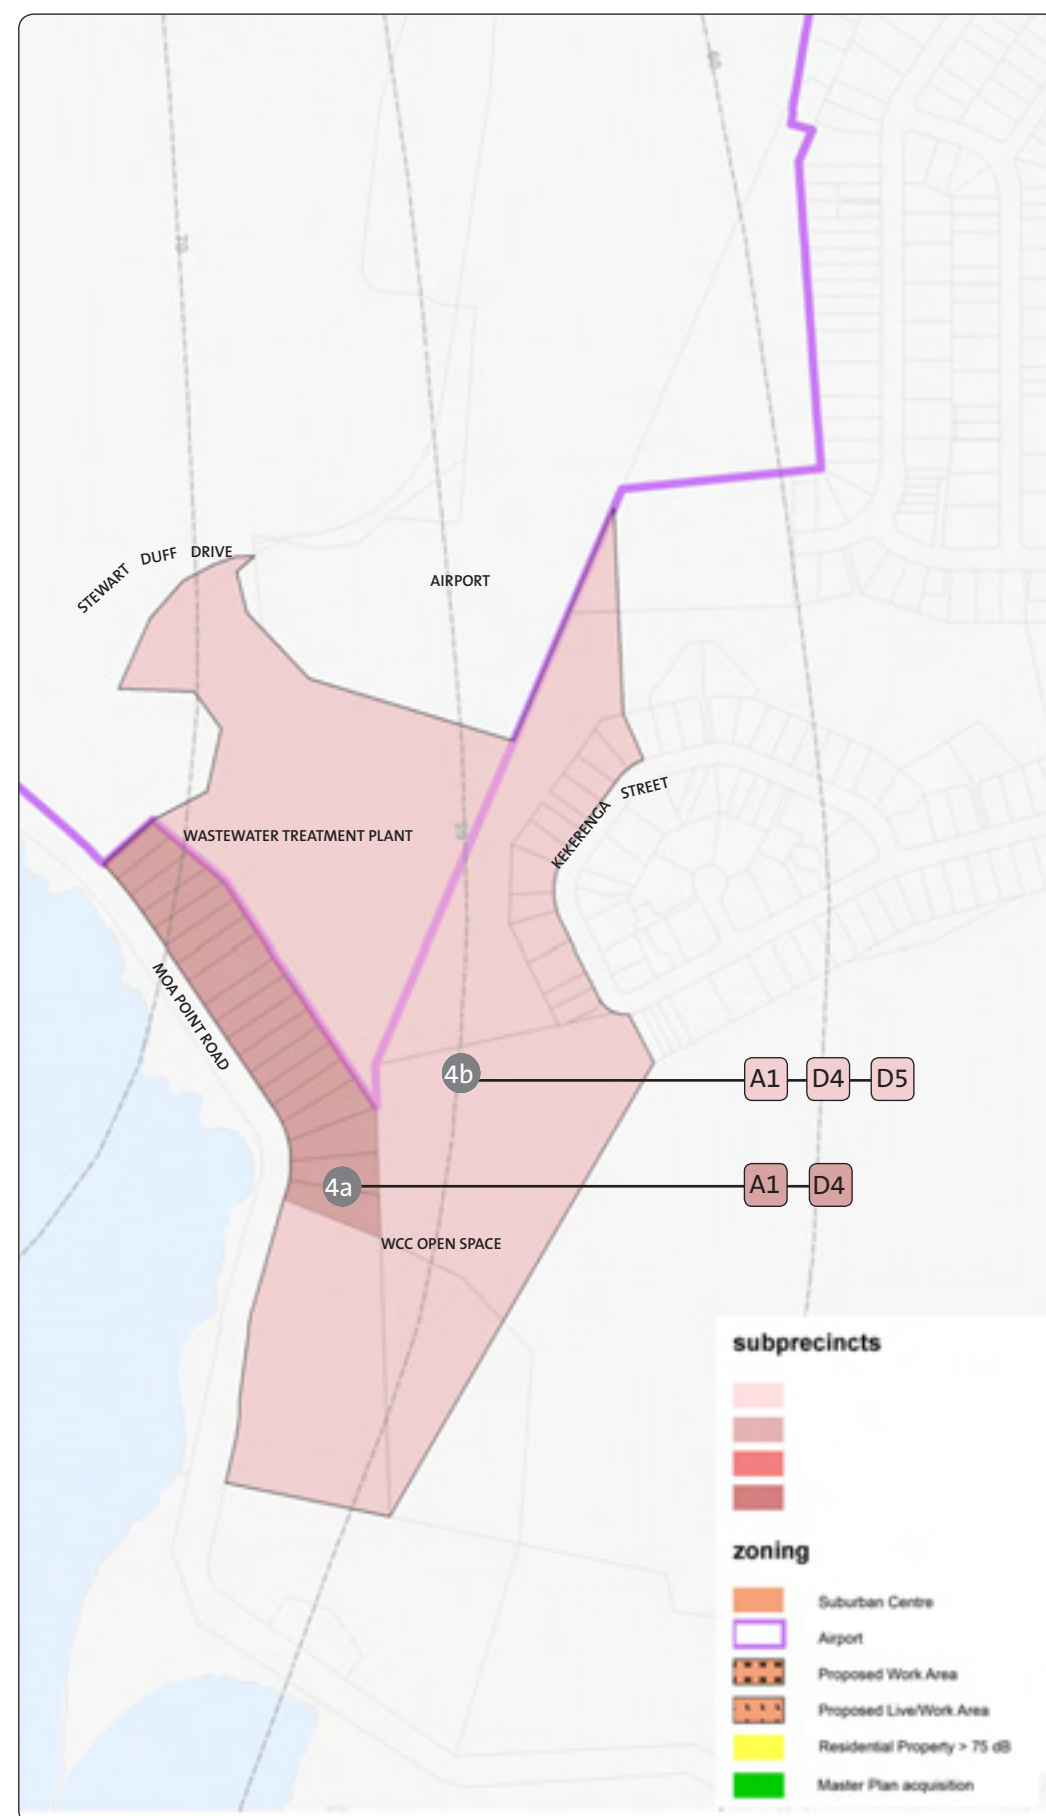 STEWART DUFF DRIVE
AIRPORT
KEKERENGA STREET
WASTEWATER TREATMENT PLANT
MOA POINT ROAD
4b
A1
D4
D5
4a
A1
D4
WCC OPEN SPACE
subprecincts
zoning
Suburban Centre
Airport
Proposed Work Area
Proposed Live/Work Area
Residential Property > 75 dB
Master Plan acquisition